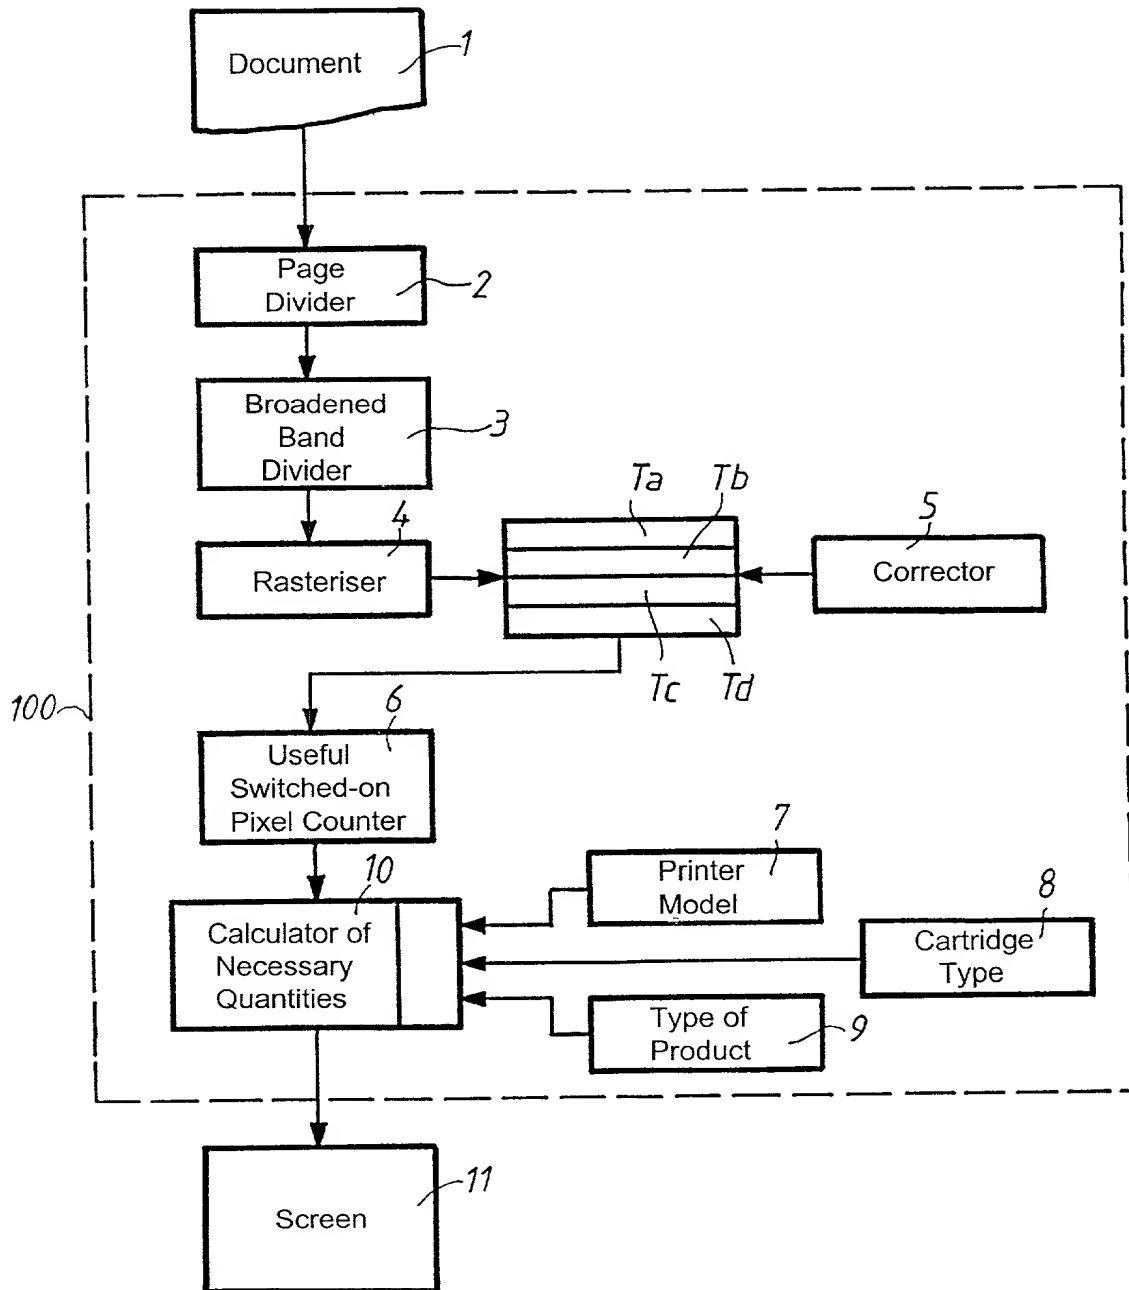 1
Document
Page
Divider
2
Broadened
Band
Divider
3
4
Rasteriser
Ta
Tb
Tc
Td
5
Corrector
100
6
Useful
Switched-on
Pixel Counter
7
Printer
Model
10
Calculator of
Necessary
Quantities
8
Cartridge
Type
Type of
Product
9
Screen
11